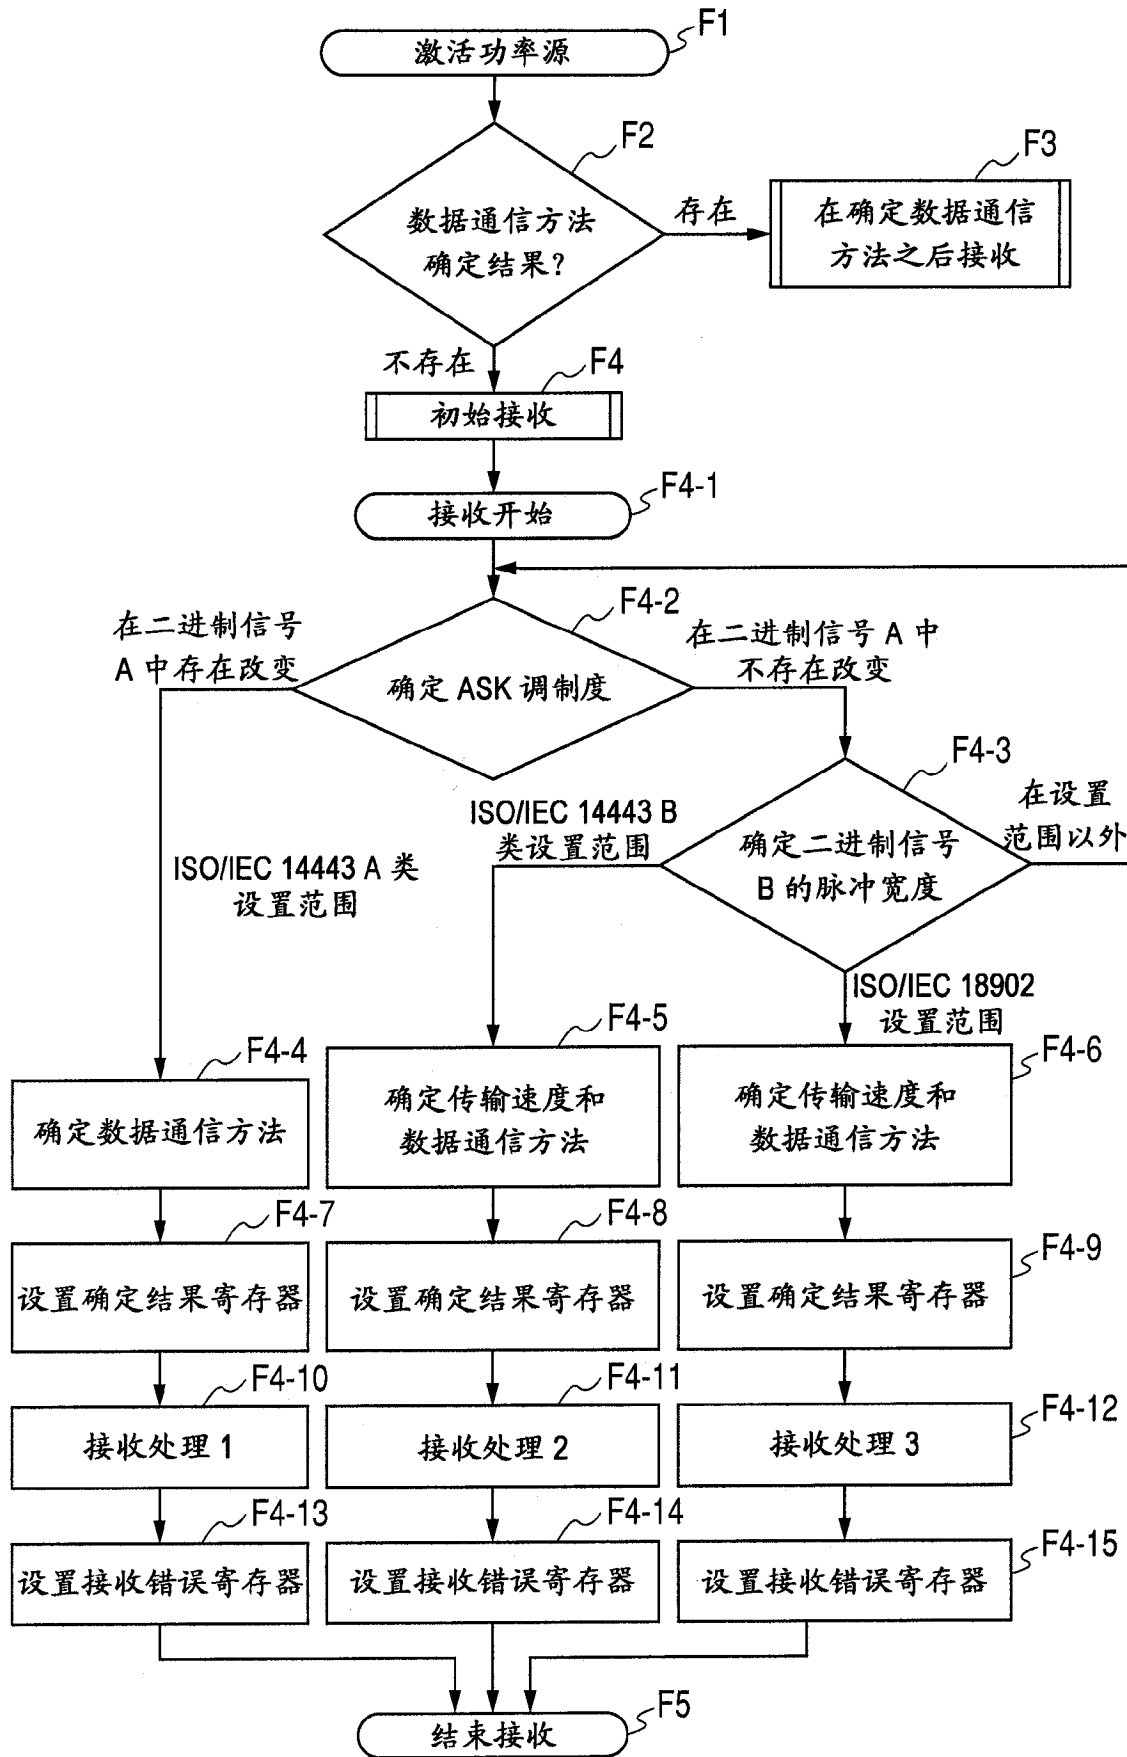 F1
激活功率源
F2
数据通信方法
确定结果?
存在
F3
在确定数据通信
方法之后接收
不存在
F4
初始接收
F4-1
接收开始
F4-2
确定 ASK 调制度
在二进制信号
A 中存在改变
在二进制信号 A 中
不存在改变
F4-3
确定二进制信号
B 的脉冲宽度
在设置
范围以外
ISO/IEC 14443 B
类设置范围
ISO/IEC 14443 A 类
设置范围
ISO/IEC 18902
设置范围
F4-4
确定数据通信方法
F4-5
确定传输速度和
数据通信方法
F4-6
确定传输速度和
数据通信方法
F4-7
设置确定结果寄存器
F4-8
设置确定结果寄存器
F4-9
设置确定结果寄存器
F4-10
接收处理 1
F4-11
接收处理 2
F4-12
接收处理 3
F4-13
设置接收错误寄存器
F4-14
设置接收错误寄存器
F4-15
设置接收错误寄存器
F5
结束接收